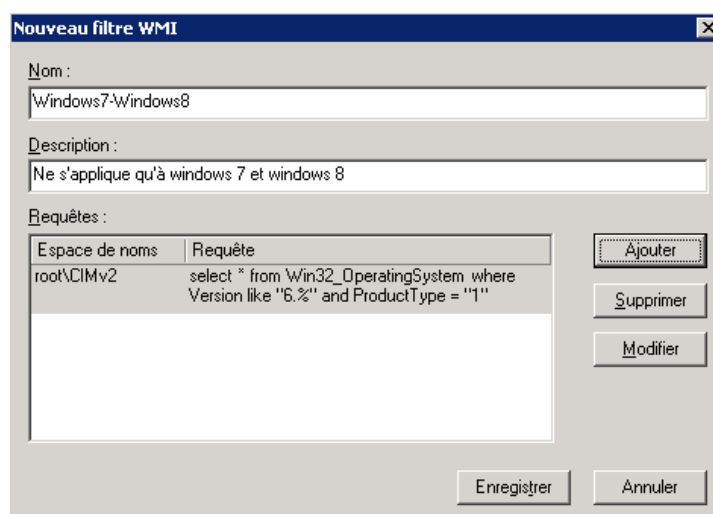 Nouveau filtre WMI
Nom :
Windows7-Windows8
Description :
Ne s'applique qu'à windows 7 et windows 8
Requêtes :
Espace de noms Requête
root\CIMv2 select * from Win32_OperatingSystem where
Version like "6.%" and ProductType = "1"
Ajouter
Supprimer
Modifier
Enregistrer Annuler